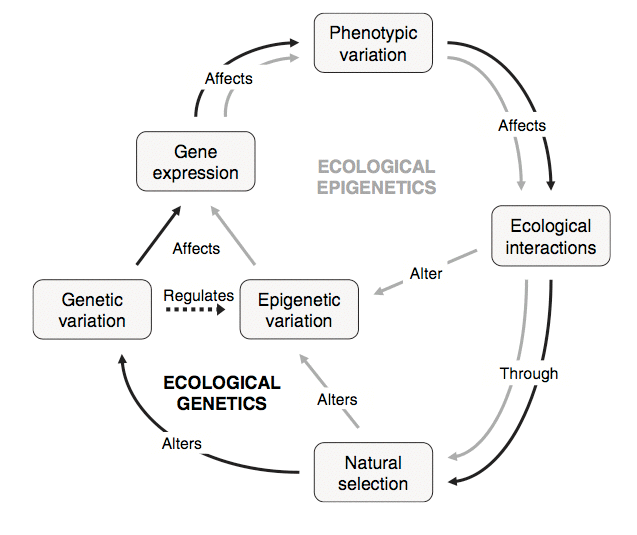 Phenotypic
variation
Affects
Affects
Gene
expression
ECOLOGICAL
EPIGENETICS
Ecological
interactions
Affects
Alter
Genetic
variation
Regulates
Epigenetic
variation
Through
ECOLOGICAL
GENETICS
Alters
Alters
Natural
selection